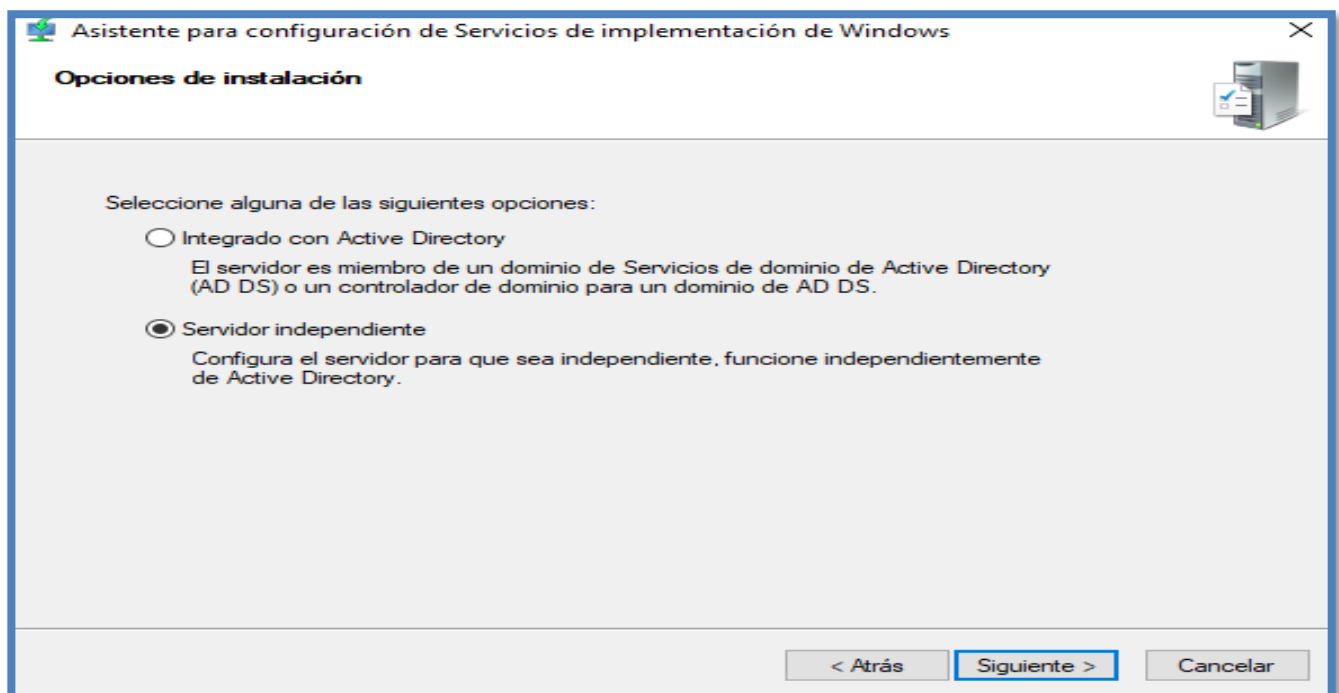 Asistente para configuración de Servicios de implementación de Windows
Opciones de instalación
Seleccione alguna de las siguientes opciones:
Integrado con Active Directory
El servidor es miembro de un dominio de Servicios de dominio de Active Directory
(AD DS) o un controlador de dominio para un dominio de AD DS.
Servidor independiente
Configura el servidor para que sea independiente, funcione independientemente
de Active Directory.
< Atrás Siguiente > Cancelar